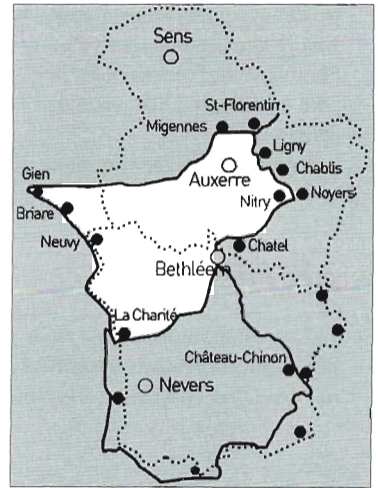 Sens
St-Florentin
Migennes
Ligny
Chablis
Auxerre
Gien
Nitry
Noyers
Briare
Neuvy
Chatel
Bethléem
La Charité
Château-Chinon
Nevers